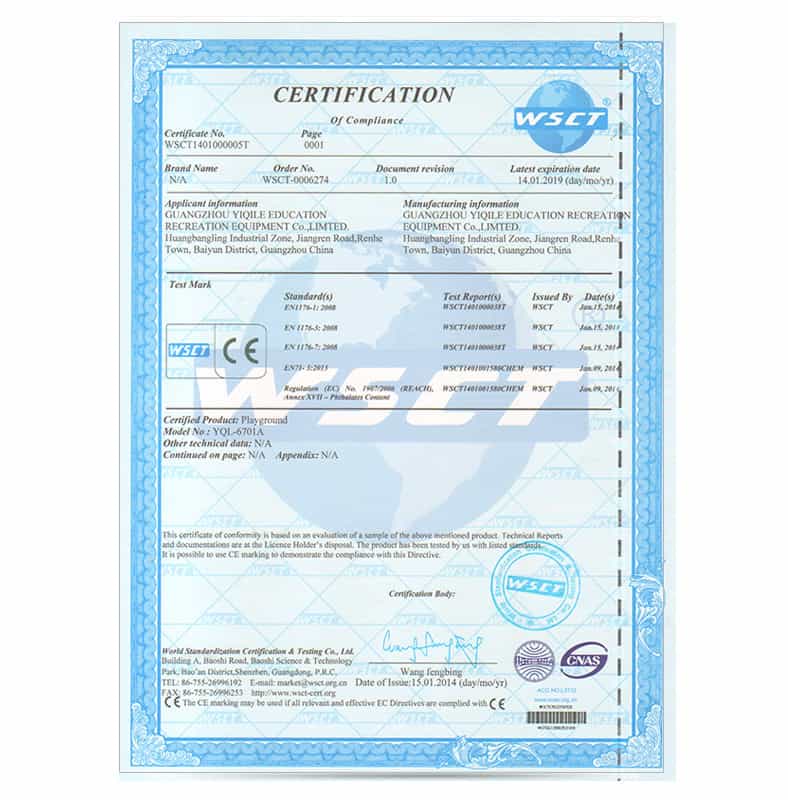 CERTIFICATION
Of Compliance
WSCT
®
Certificate No. Page
WSCT1401000005T 0001
Brand Name Order No. Document revision Latest expiration date
N/A WSCT-0006274 1.0 14.01.2019 (day/mo/yr)
Applicant information Manufacturing information
GUANGZHOU YIQILE EDUCATION GUANGZHOU YIQILE EDUCATION RECREATION
RECREATION EQUIPMENT Co.,LIMTED. EQUIPMENT Co.,LIMTED.
Huangbangling Industrial Zone, Jiangren Road,Renhe Huangbangling Industrial Zone, Jiangren Road,Renhe
Town, Baiyun District, Guangzhou China Town, Baiyun District, Guangzhou China
Test Mark
Standard(s) Test Report(s) Issued By Date(s)
EN1176-1: 2008 WSCT1401000038T WSCT Jan.15, 2014
EN 1176-3: 2008 WSCT1401000038T WSCT Jan.15, 2014
EN 1176-7: 2008 WSCT1401000038T WSCT Jan.15, 2014
WSCT CE
EN71- 3:2013 WSCT1401001580CHEM WSCT Jan.09, 2014
Regulation (EC) No. 1907/2006 (REACH), WSCT1401001580CHEM WSCT Jan.09, 2014
Annex XVII – Phthalates Content
WSCT
Certified Product: Playground
Model No : YQL-6701A
Other technical data: N/A
Continued on page: N/A Appendix: N/A
This certificate of conformity is based on an evaluation of a sample of the above mentioned product. Technical Reports
and documentations are at the Licence Holder's disposal. The product has been tested by us with listed standards.
It is possible to use CE marking to demonstrate the compliance with this Directive.
WSCT
Certification Body:
World Standardization Certification & Testing Co., Ltd.
Building A, Baoshi Road, Baoshi Science & Technology
Park, Bao'an District,Shenzhen, Guangdong, P.R.C. Wang fengbing
TEL: 86-755-26996192 E-mail: market@wsct.org.cn Date of Issue:15.01.2014 (day/mo/yr)
FAX: 86-755-26996253 http://www.wsct-cert.org
CE The CE marking may be used if all relevant and effective EC Directives are complied with CE
ilac-MRA
CNAS